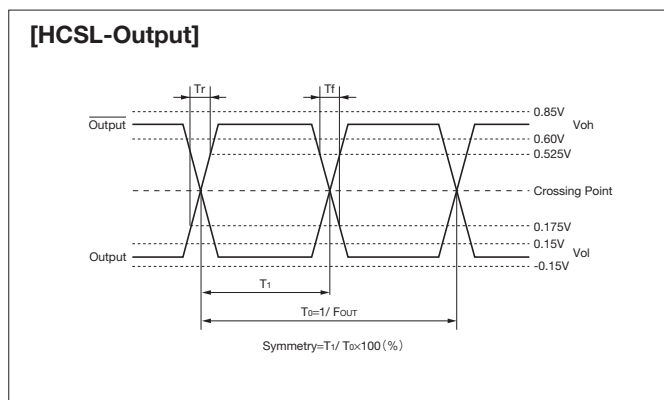 [HCSL-Output]
Tr
Tf
0.85V
Output
Voh
0.60V
0.525V
Crossing Point
0.175V
0.15V
Vol
Output
-0.15V
T1
T0=1/ FOUT
Symmetry=T1/ T0×100(%)